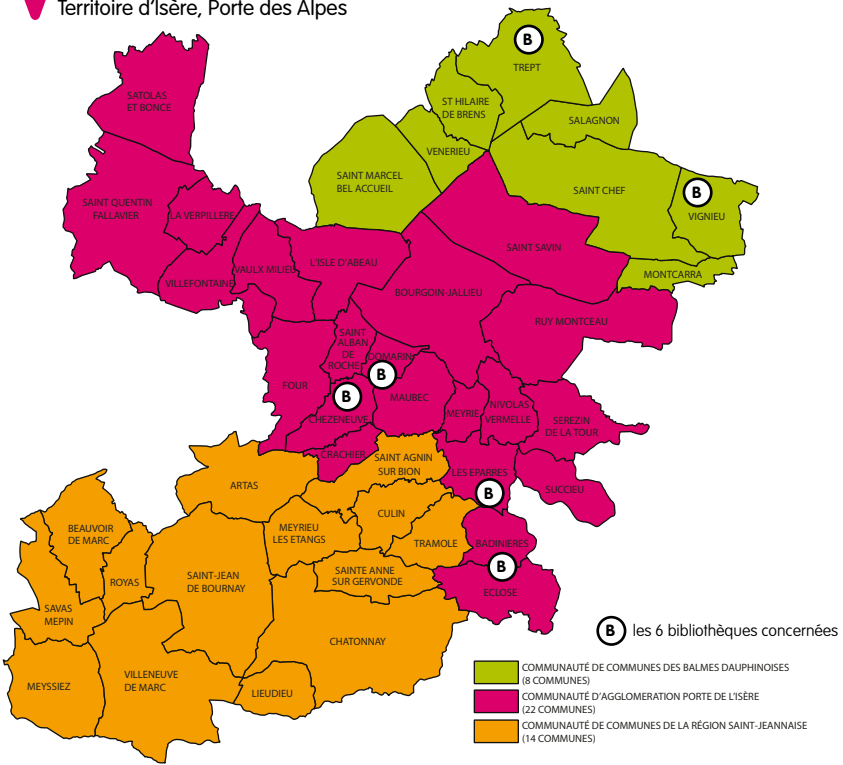 Territoire d'Isère, Porte des Alpes
B
TREPT
SATOLAS
ET BONCE
ST HILAIRE
DE BRENS
SALAGNON
VENERIEU
SAINT MARCEL
BEL ACCUEIL
SAINT CHEF
B
VIGNIEU
SAINT QUENTIN
FALLAVIER
LA VERPILLERE
SAINT SAVIN
L'ISLE D'ABEAU
VAULX MILIEU
MONTCARRA
VILLEFONTAINE
BOURGOIN-JALLIEU
RUY MONTCEAU
SAINT
ALBAN
DE
ROCHE
DOMARIN
B
FOUR
B
MAUBEC
CHEZENEUVE
MEYRIE
NIVOLAS
VERMELLE
SEREZIN
DE LA TOUR
CRACHIER
SAINT AGNIN
SUR BION
LES EPARRES
B
SUCCIEU
ARTAS
CULIN
BEAUVOIR
DE MARC
MEYRIEU
LES ETANGS
TRAMOLE
BADINIERES
B
ECLOSE
ROYAS
SAINT-JEAN
DE BOURNAY
SAINTE ANNE
SUR GERVONDE
SAVAS
MEPIN
CHATONNAY
MEYSSIEZ
VILLENEUVE
DE MARC
LIEUDIEU
B les 6 bibliothèques concernées
COMMUNAUTÉ DE COMMUNES DES BALMES DAUPHINOISES
(8 COMMUNES)
COMMUNAUTÉ D'AGGLOMERATION PORTE DE L'ISÈRE
(22 COMMUNES)
COMMUNAUTÉ DE COMMUNES DE LA RÉGION SAINT-JEANNAISE
(14 COMMUNES)